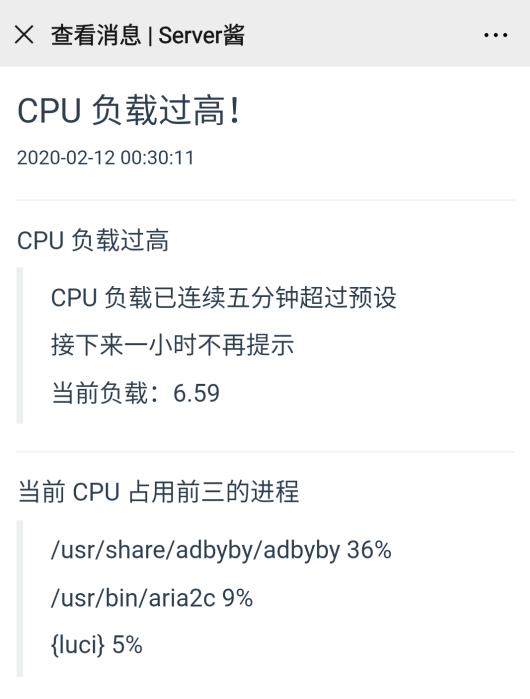 查看消息 | Server酱
CPU 负载过高！
2020-02-12 00:30:11
CPU 负载过高
CPU 负载已连续五分钟超过预设
接下来一小时不再提示
当前负载：6.59
当前 CPU 占用前三的进程
/usr/share/adbyby/adbyby 36%
/usr/bin/aria2c 9%
{luci} 5%